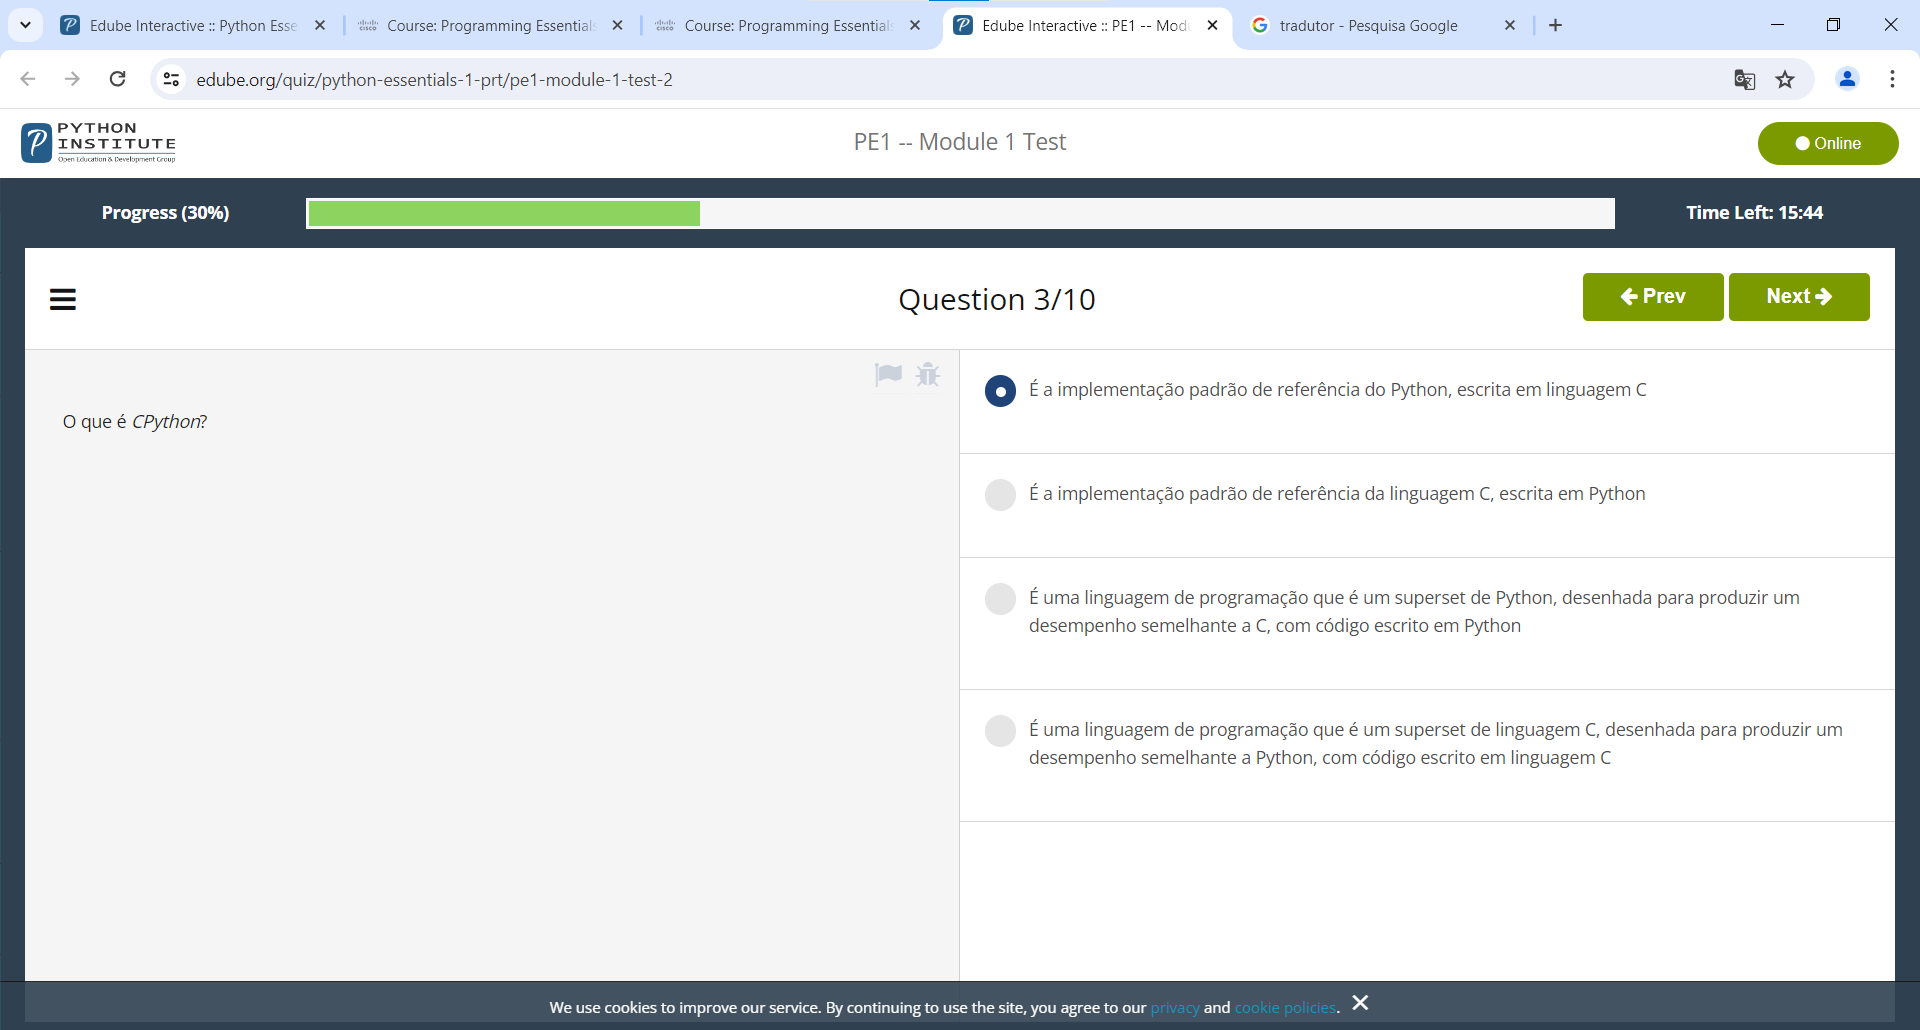 Edube Interactive :: Python Esse
Course: Programming Essentials
Course: Programming Essentials
Edube Interactive :: PE1 -- Modu
tradutor - Pesquisa Google
edube.org/quiz/python-essentials-1-prt/pe1-module-1-test-2
PYTHON
INSTITUTE
Open Education & Development Group
PE1 -- Module 1 Test
Online
Progress (30%)
Time Left: 15:44
Question 3/10
Prev
Next
O que é CPython?
É a implementação padrão de referência do Python, escrita em linguagem C
É a implementação padrão de referência da linguagem C, escrita em Python
É uma linguagem de programação que é um superset de Python, desenhada para produzir um
desempenho semelhante a C, com código escrito em Python
É uma linguagem de programação que é um superset de linguagem C, desenhada para produzir um
desempenho semelhante a Python, com código escrito em linguagem C
We use cookies to improve our service. By continuing to use the site, you agree to our privacy and cookie policies.